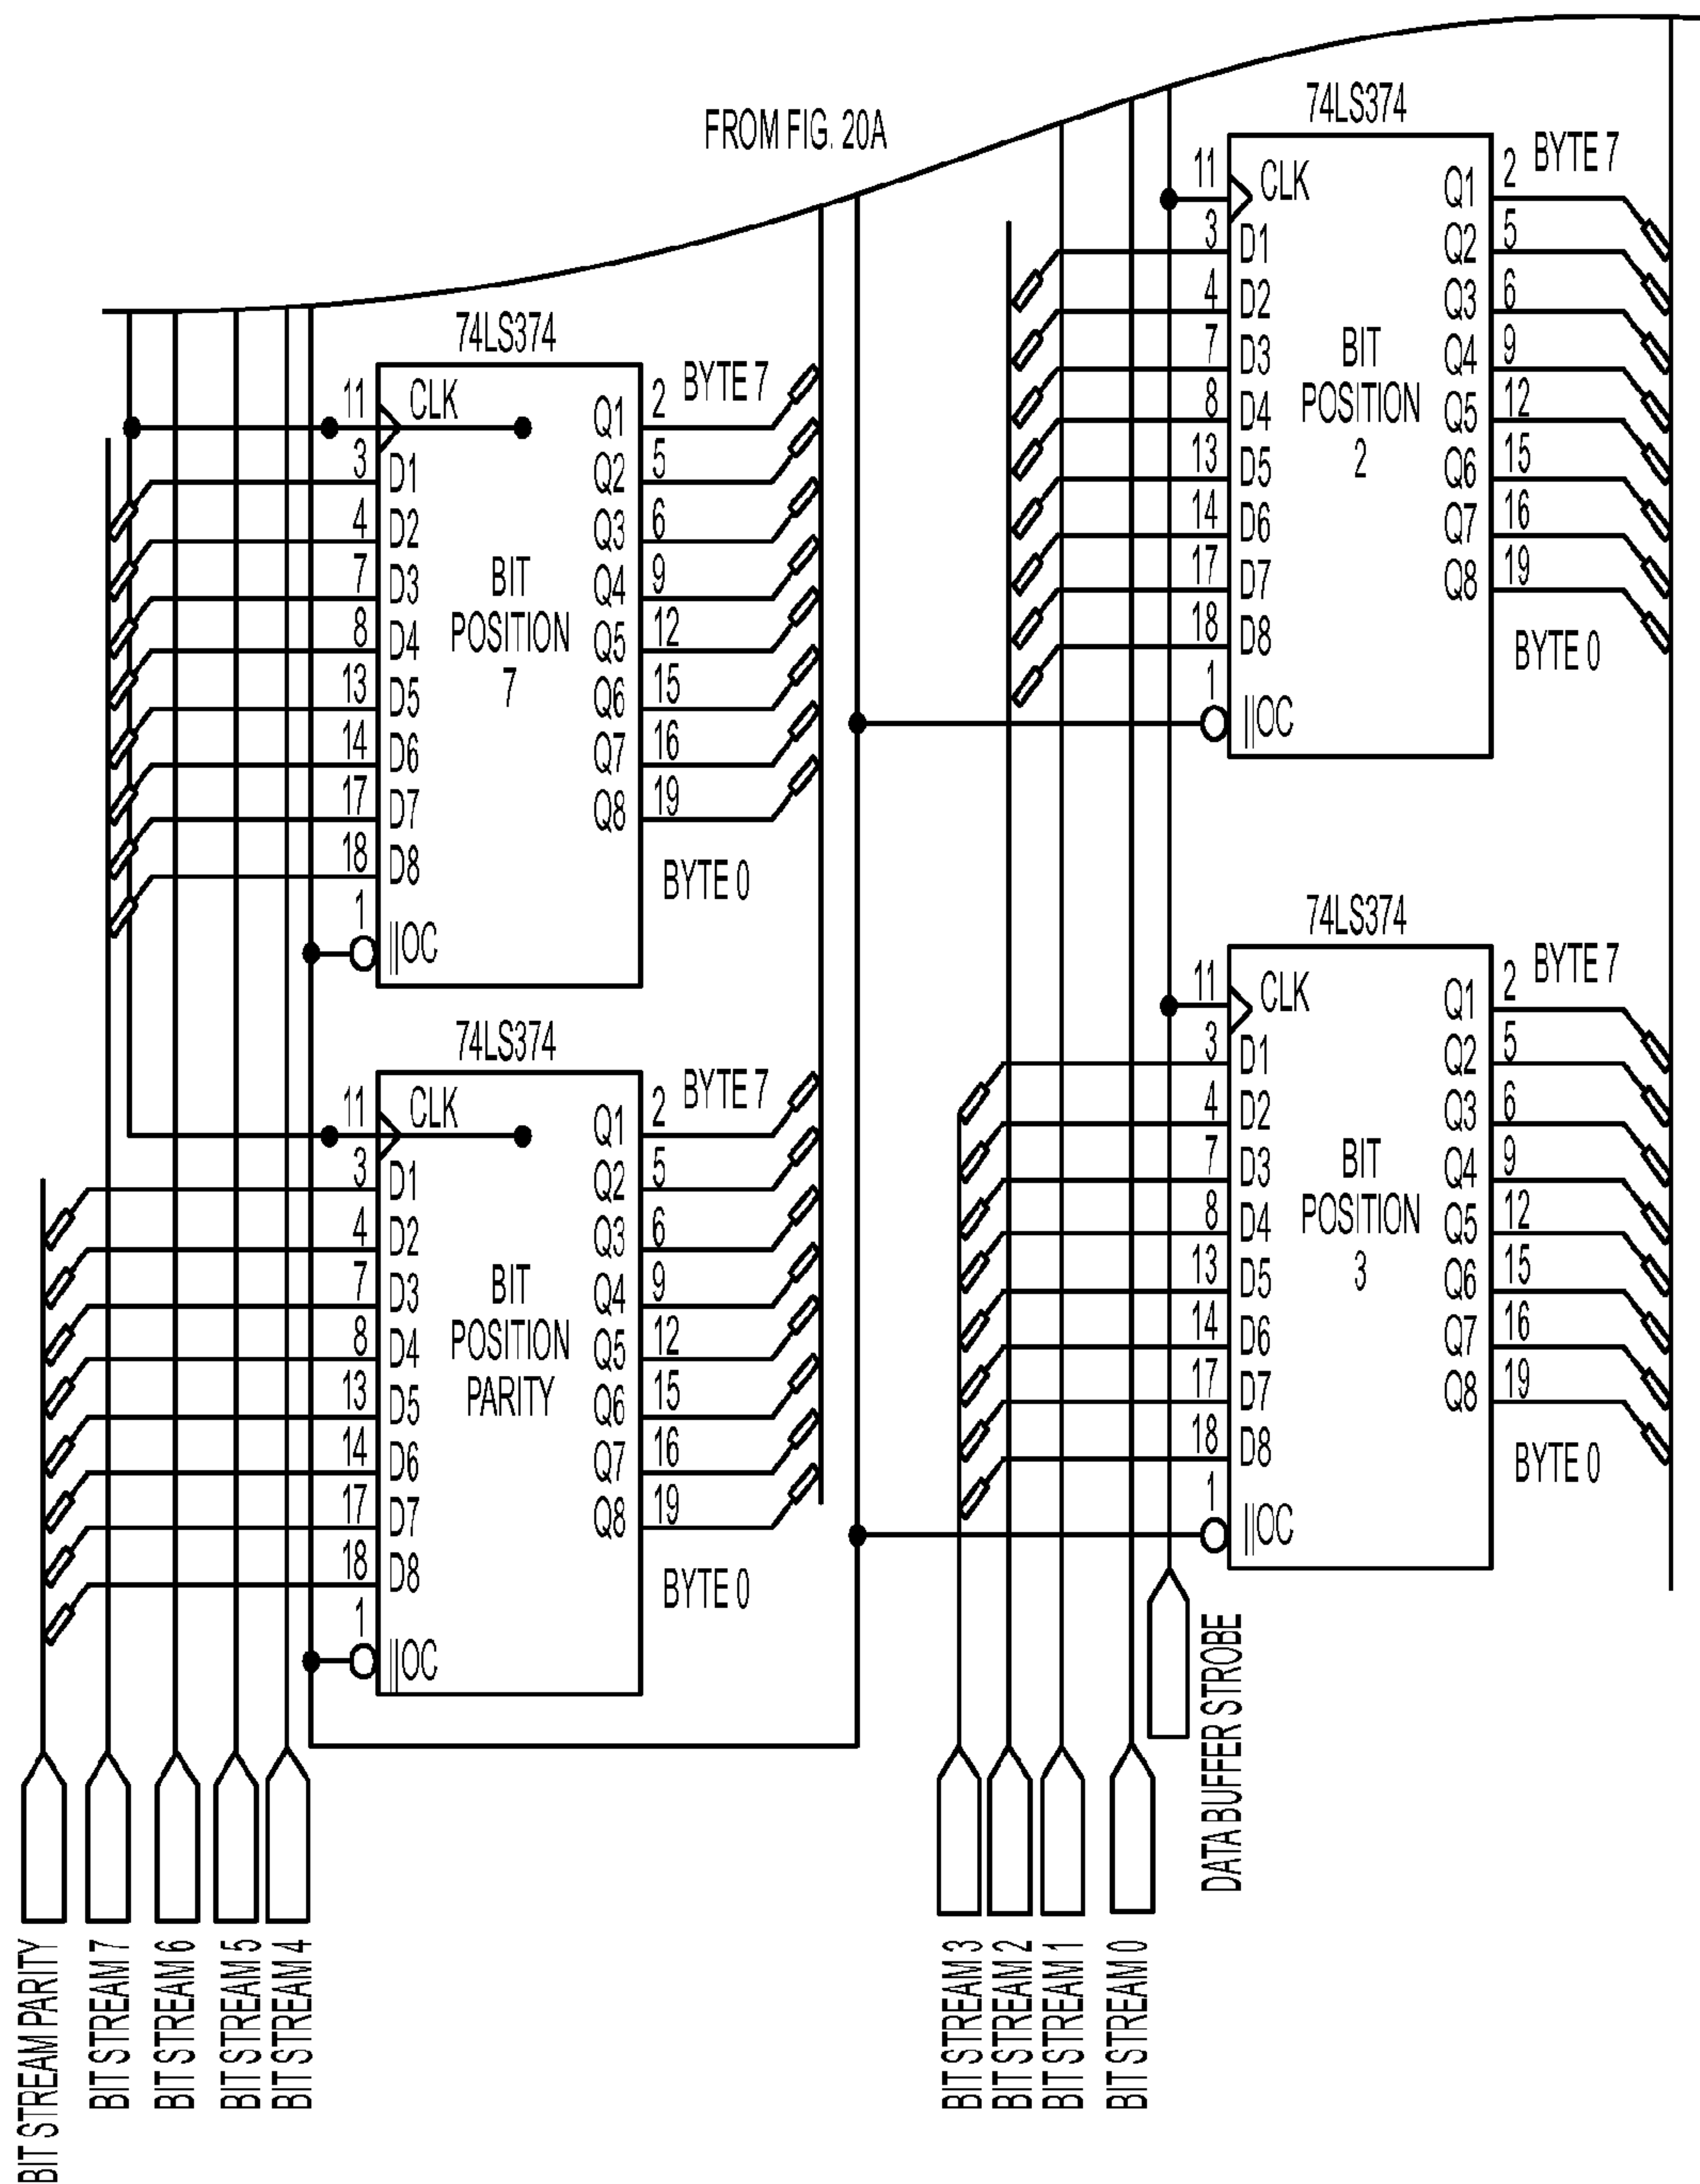 FROM FIG. 20A
74LS374
11 CLK
3 D1
4 D2
7 D3
8 D4
13 D5
14 D6
17 D7
18 D8
1 ||OC
BIT
POSITION
7
Q1 2 BYTE 7
Q2 5
Q3 6
Q4 9
Q5 12
Q6 15
Q7 16
Q8 19
BYTE 0
74LS374
11 CLK
3 D1
4 D2
7 D3
8 D4
13 D5
14 D6
17 D7
18 D8
1 ||OC
BIT
POSITION
PARITY
Q1 2 BYTE 7
Q2 5
Q3 6
Q4 9
Q5 12
Q6 15
Q7 16
Q8 19
BYTE 0
74LS374
11 CLK
3 D1
4 D2
7 D3
8 D4
13 D5
14 D6
17 D7
18 D8
1 ||OC
BIT
POSITION
2
Q1 2 BYTE 7
Q2 5
Q3 6
Q4 9
Q5 12
Q6 15
Q7 16
Q8 19
BYTE 0
74LS374
11 CLK
3 D1
4 D2
7 D3
8 D4
13 D5
14 D6
17 D7
18 D8
1 ||OC
BIT
POSITION
3
Q1 2 BYTE 7
Q2 5
Q3 6
Q4 9
Q5 12
Q6 15
Q7 16
Q8 19
BYTE 0
BIT STREAM PARITY
BIT STREAM 7
BIT STREAM 6
BIT STREAM 5
BIT STREAM 4
BIT STREAM 3
BIT STREAM 2
BIT STREAM 1
BIT STREAM 0
DATA BUFFER STROBE